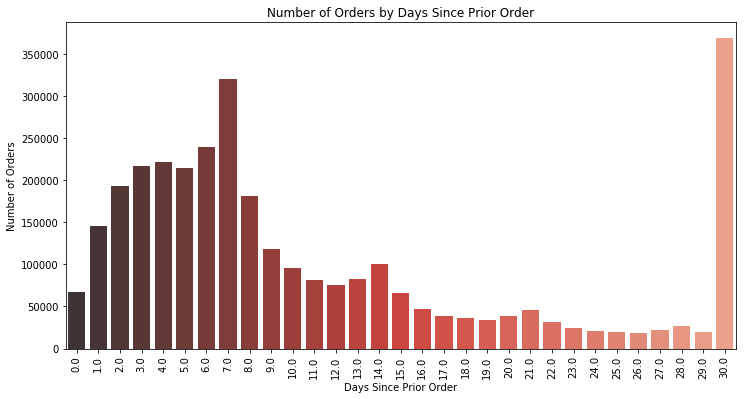 Number of Orders by Days Since Prior Order
350000
300000
250000
200000
150000
100000
50000
0
Number of Orders
0.0 1.0 2.0 3.0 4.0 5.0 6.0 7.0 8.0 9.0 10.0 11.0 12.0 13.0 14.0 15.0 16.0 17.0 18.0 19.0 20.0 21.0 22.0 23.0 24.0 25.0 26.0 27.0 28.0 29.0 30.0
Days Since Prior Order